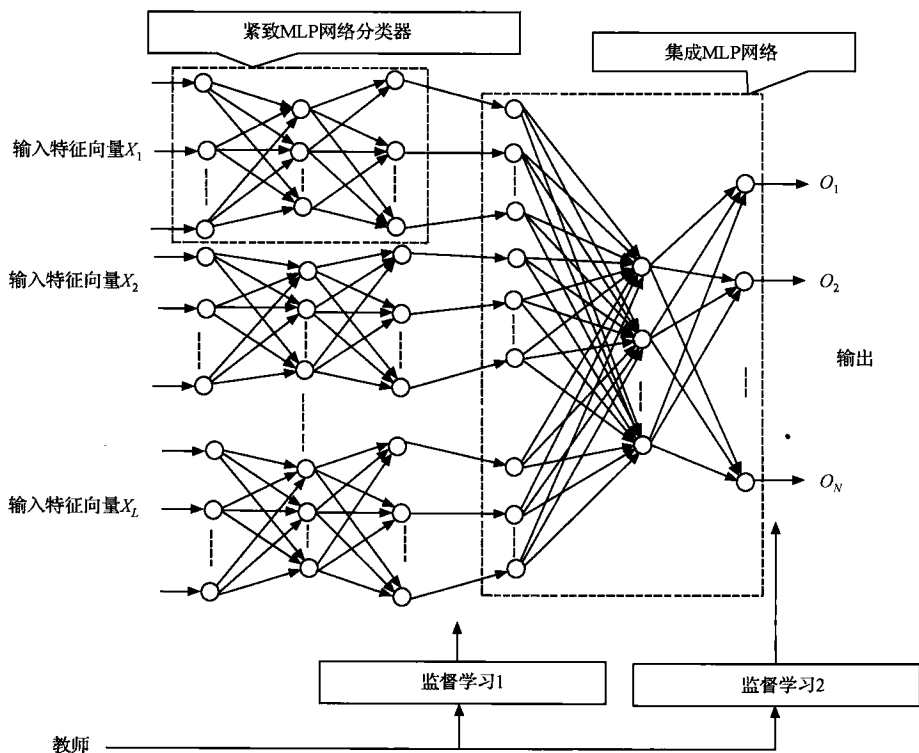 紧致MLP网络分类器
集成MLP网络
输入特征向量X₁
O₁
输入特征向量X₂
O₂
输出
输入特征向量X_L
O_N
监督学习1
监督学习2
教师